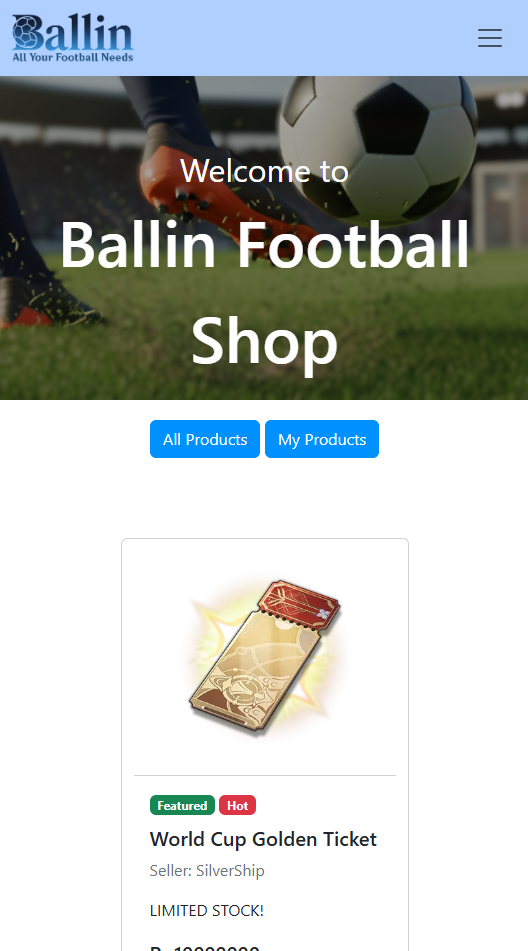 Ballin
All Your Football Needs
Welcome to
Ballin Football
Shop
All Products
My Products
Featured
Hot
World Cup Golden Ticket
Seller: SilverShip
LIMITED STOCK!